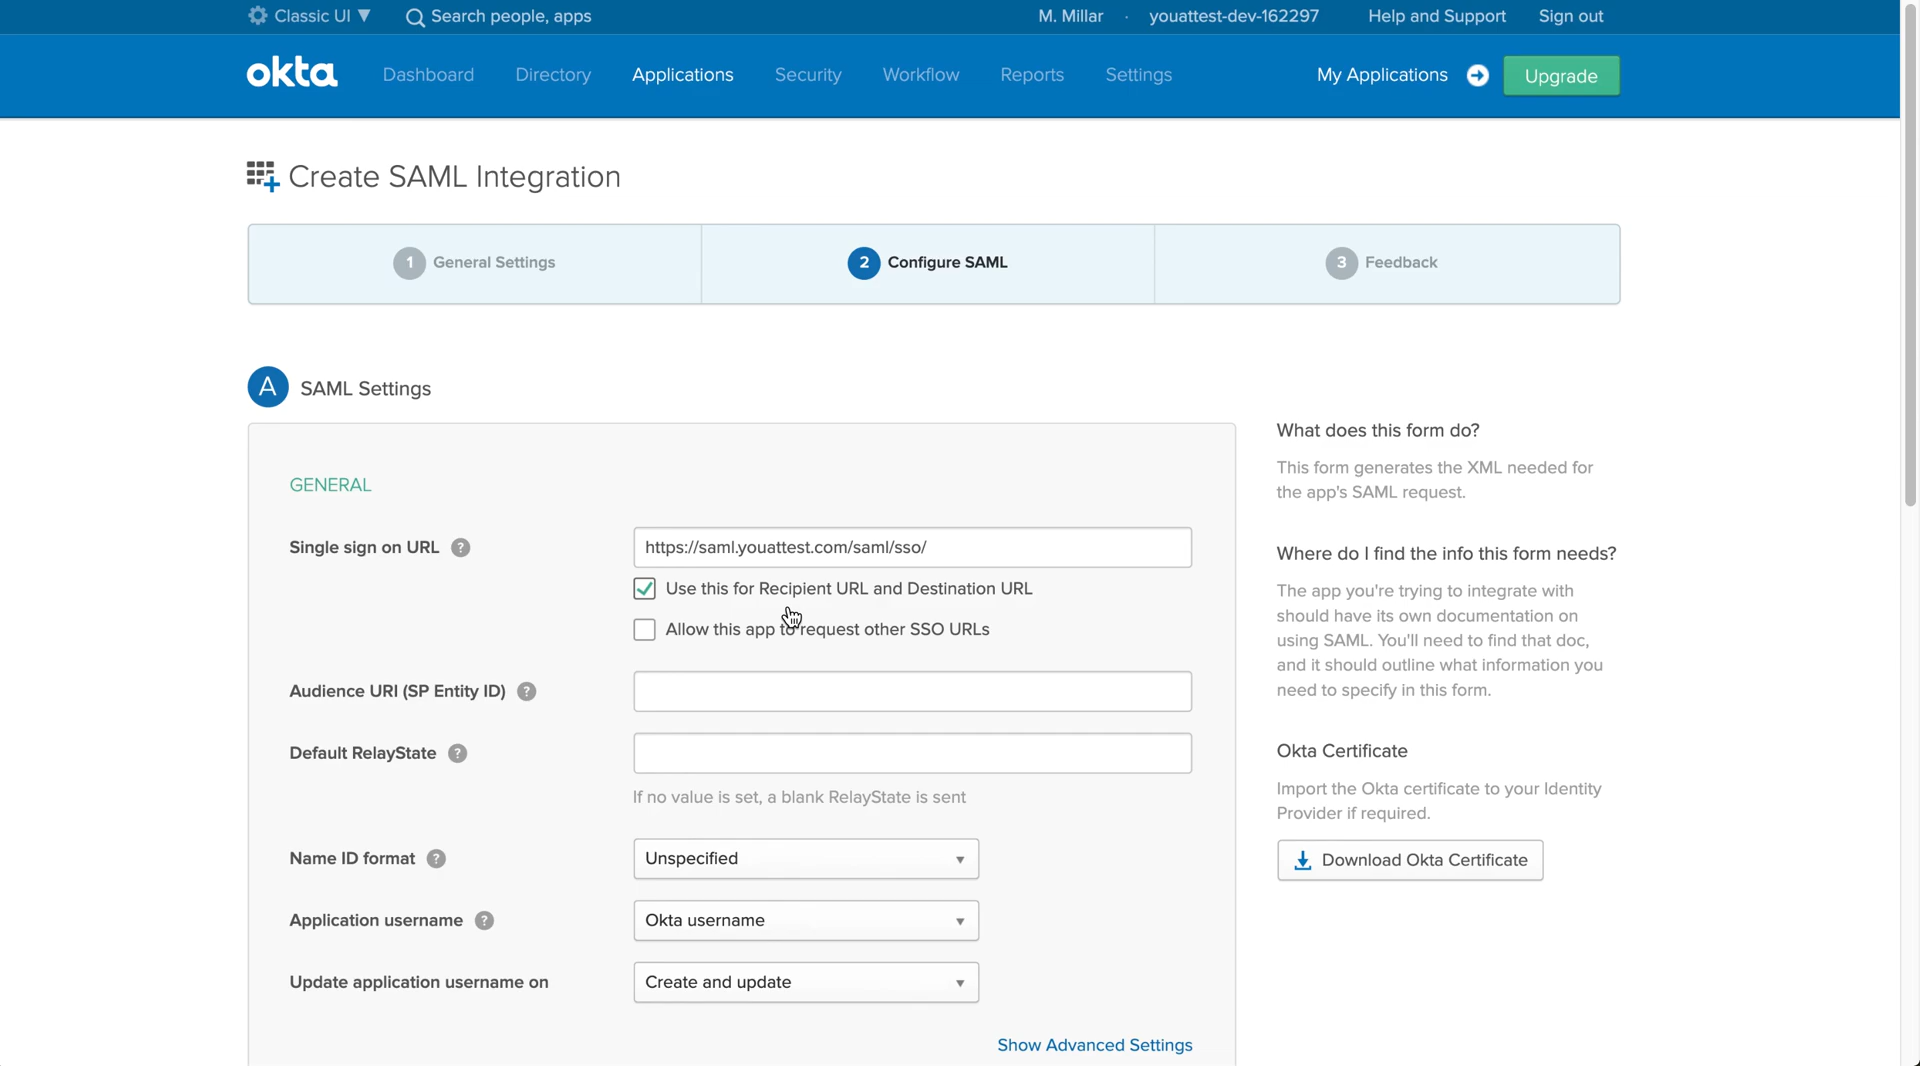 Classic UI ▼ Search people, apps M. Millar · youattest-dev-162297 Help and Support Sign out
okta Dashboard Directory Applications Security Workflow Reports Settings My Applications Upgrade
Create SAML Integration
1 General Settings 2 Configure SAML 3 Feedback
A SAML Settings
GENERAL
Single sign on URL ? https://saml.youattest.com/saml/sso/
Use this for Recipient URL and Destination URL
Allow this app to request other SSO URLs
Audience URI (SP Entity ID) ?
Default RelayState ?
If no value is set, a blank RelayState is sent
Name ID format ? Unspecified
Application username ? Okta username
Update application username on Create and update
Show Advanced Settings
What does this form do?
This form generates the XML needed for
the app's SAML request.
Where do I find the info this form needs?
The app you're trying to integrate with
should have its own documentation on
using SAML. You'll need to find that doc,
and it should outline what information you
need to specify in this form.
Okta Certificate
Import the Okta certificate to your Identity
Provider if required.
Download Okta Certificate